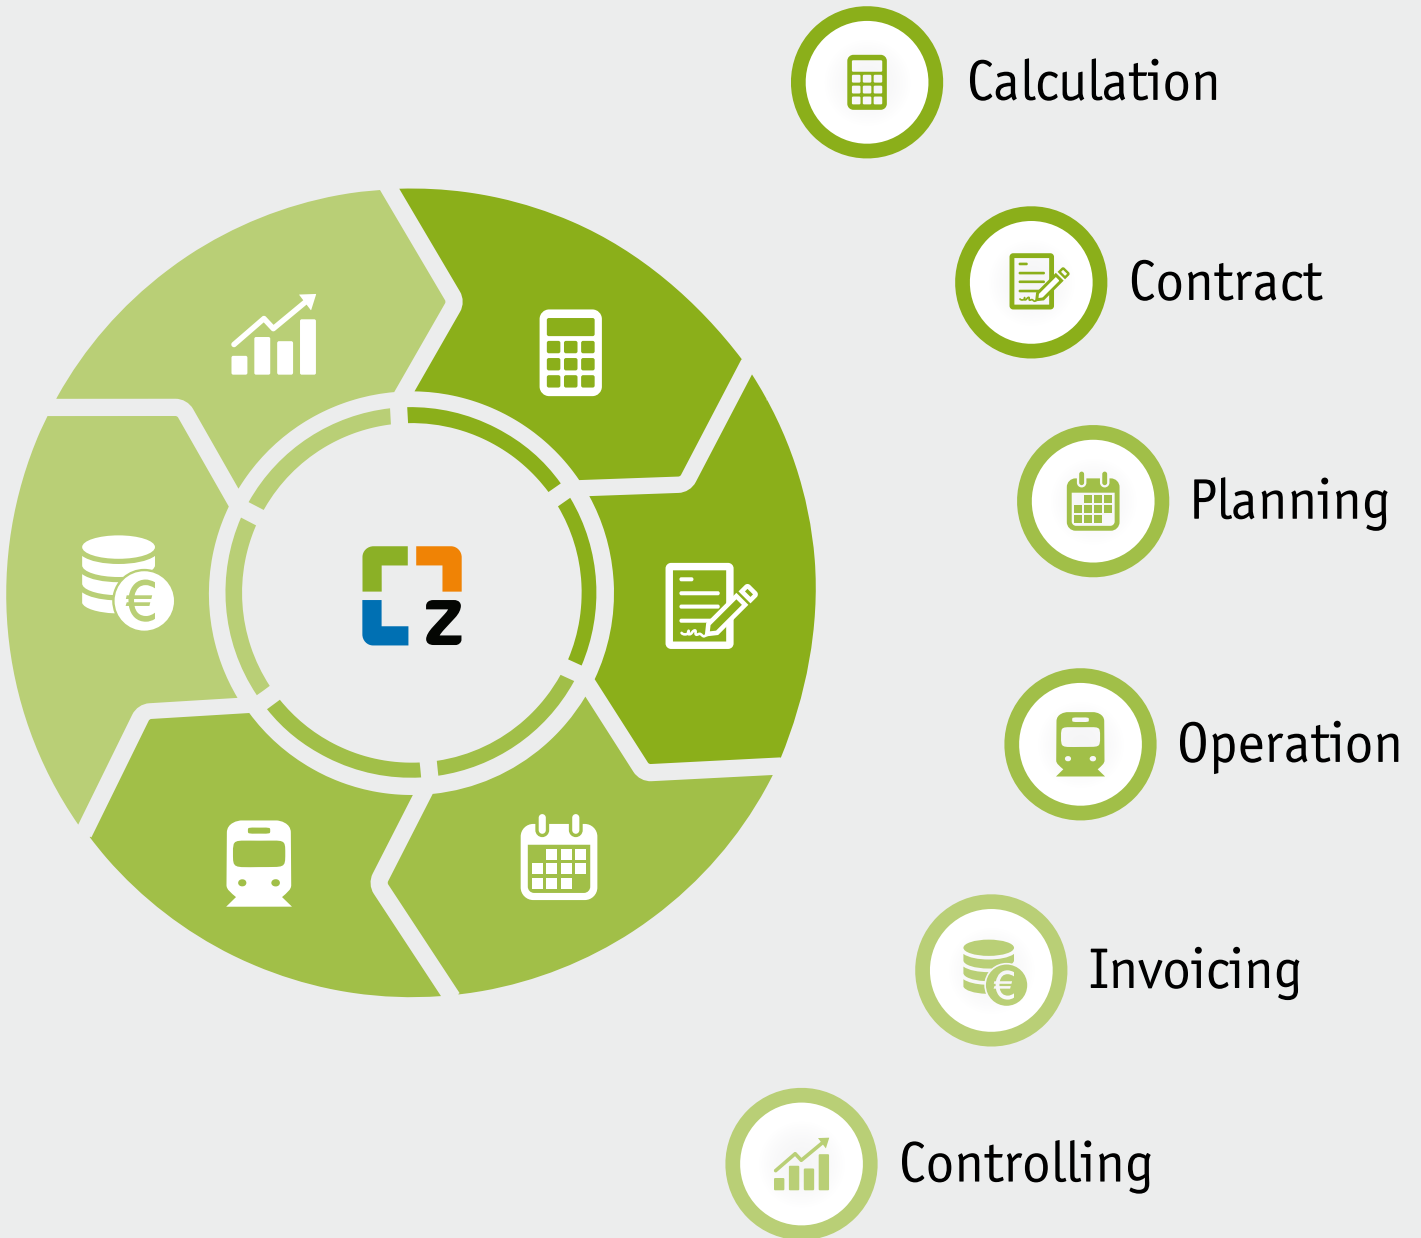 Calculation
Contract
Planning
Operation
Invoicing
Controlling
€
z
€